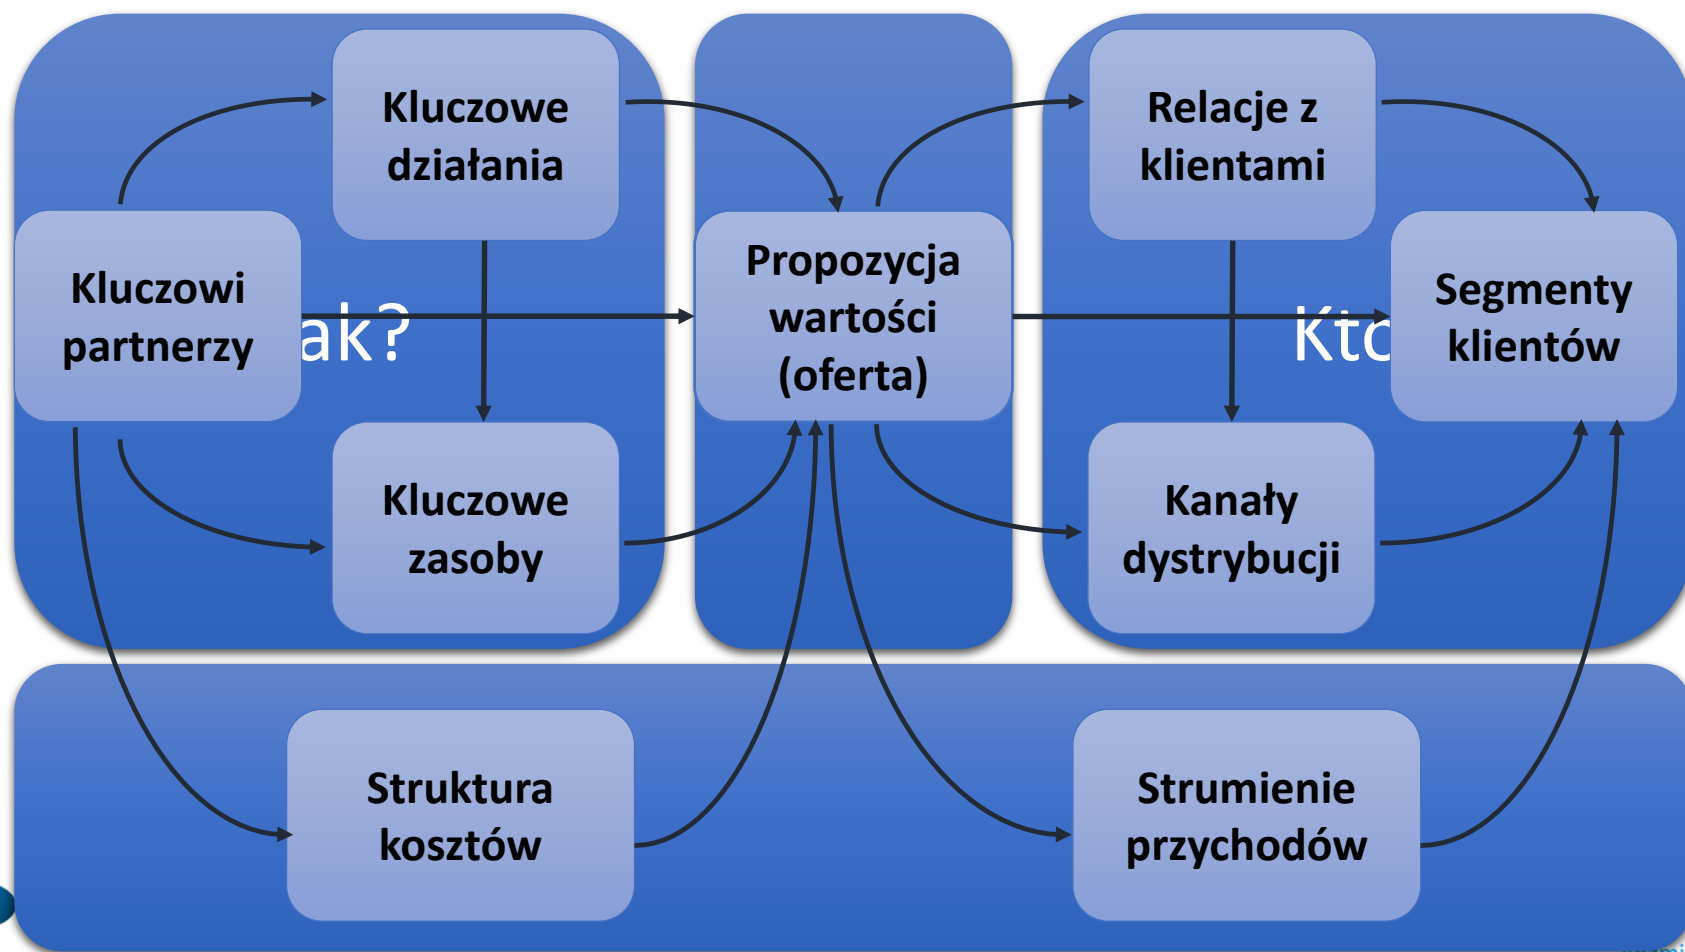 Kluczowe
działania
Relacje z
klientami
Kluczowi
partnerzy
ak?
Propozycja
wartości
(oferta)
Kto
Segmenty
klientów
Kluczowe
zasoby
Kanały
dystrybucji
Struktura
kosztów
Strumienie
przychodów